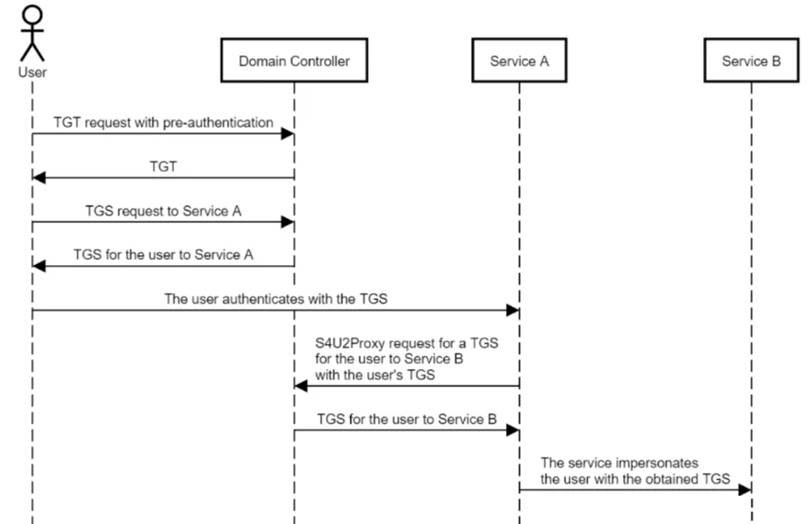 User
Domain Controller
Service A
Service B
TGT request with pre-authentication
TGT
TGS request to Service A
TGS for the user to Service A
The user authenticates with the TGS
S4U2Proxy request for a TGS
for the user to Service B
with the user's TGS
TGS for the user to Service B
The service impersonates
the user with the obtained TGS